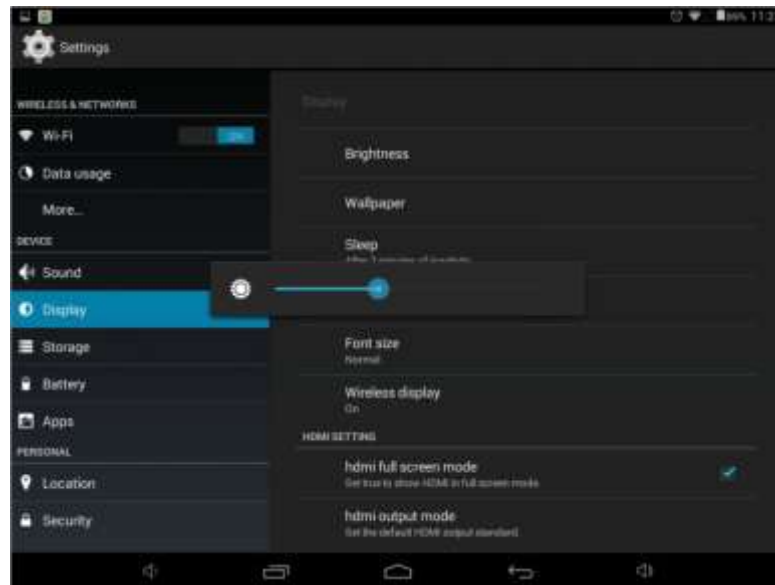 Settings
WIRELESS & NETWORKS
Wi-Fi
ON
Data usage
More...
DEVICE
Sound
Display
Storage
Battery
Apps
PERSONAL
Location
Security
Display
Brightness
Wallpaper
Sleep
Font size
Normal
Wireless display
On
HDMI SETTING
hdmi full screen mode
Set true to show HDMI in full screen mode
hdmi output mode
Set the default HDMI output standard